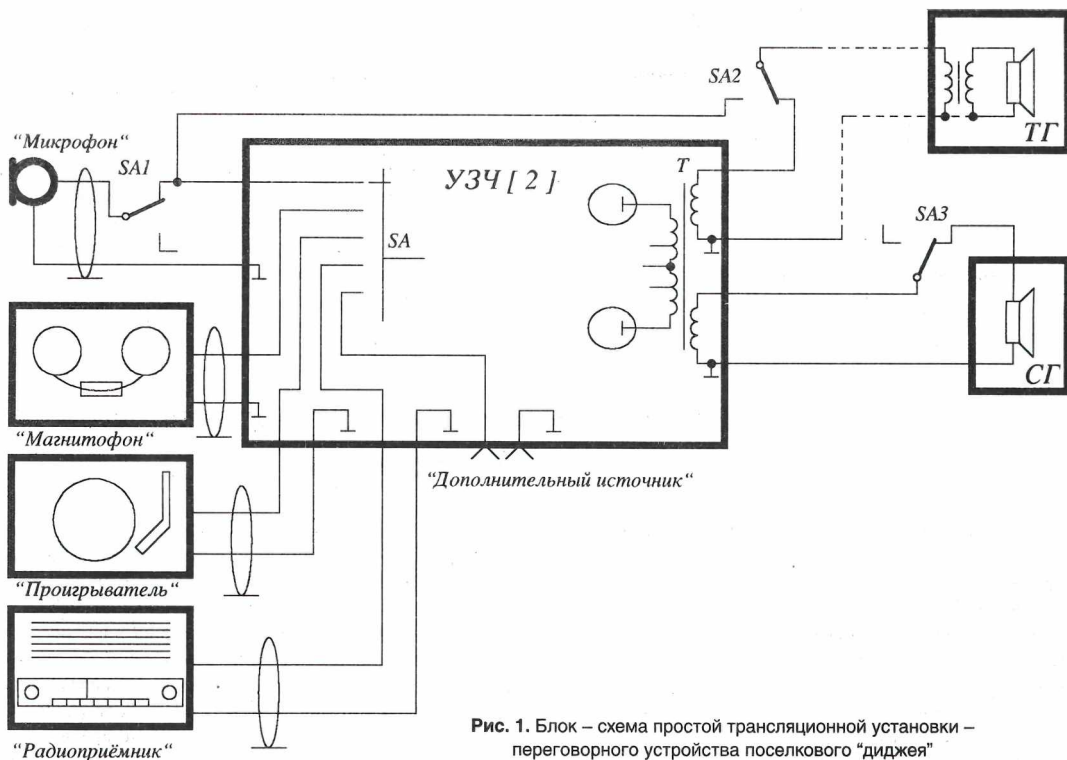 SA2
ТГ
"Микрофон"
SA1
УЗЧ [ 2 ]
T
SA
SA3
СГ
"Магнитофон"
"Дополнительный источник"
"Проигрыватель"
"Радиоприёмник"
Рис. 1. Блок – схема простой трансляционной установки –
переговорного устройства поселкового "диджея"